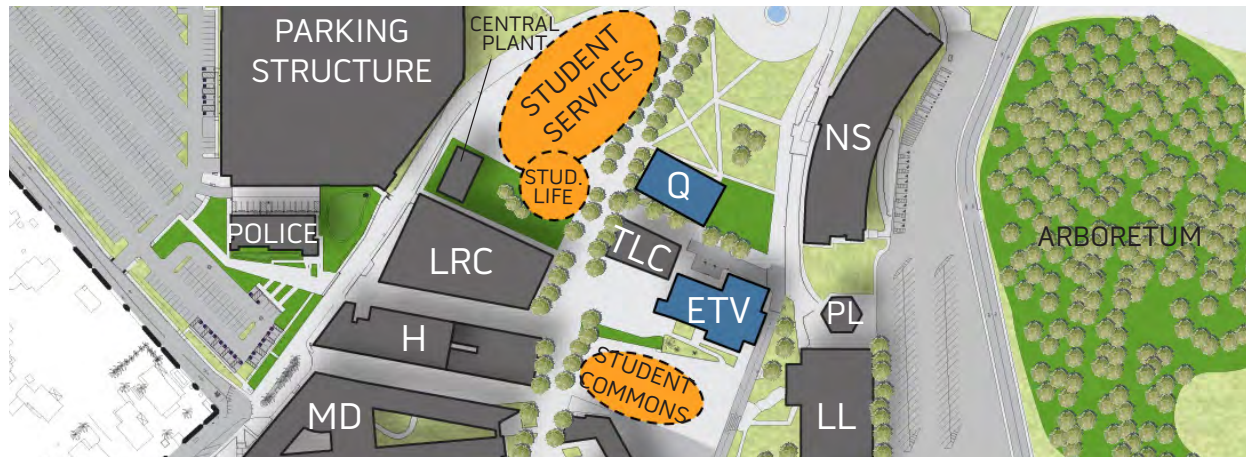 PARKING
STRUCTURE
CENTRAL
PLANT
STUDENT
SERVICES
STUD.
LIFE
Q
NS
POLICE
LRC
TLC
ARBORETUM
ETV
PL
H
STUDENT
COMMONS
MD
LL